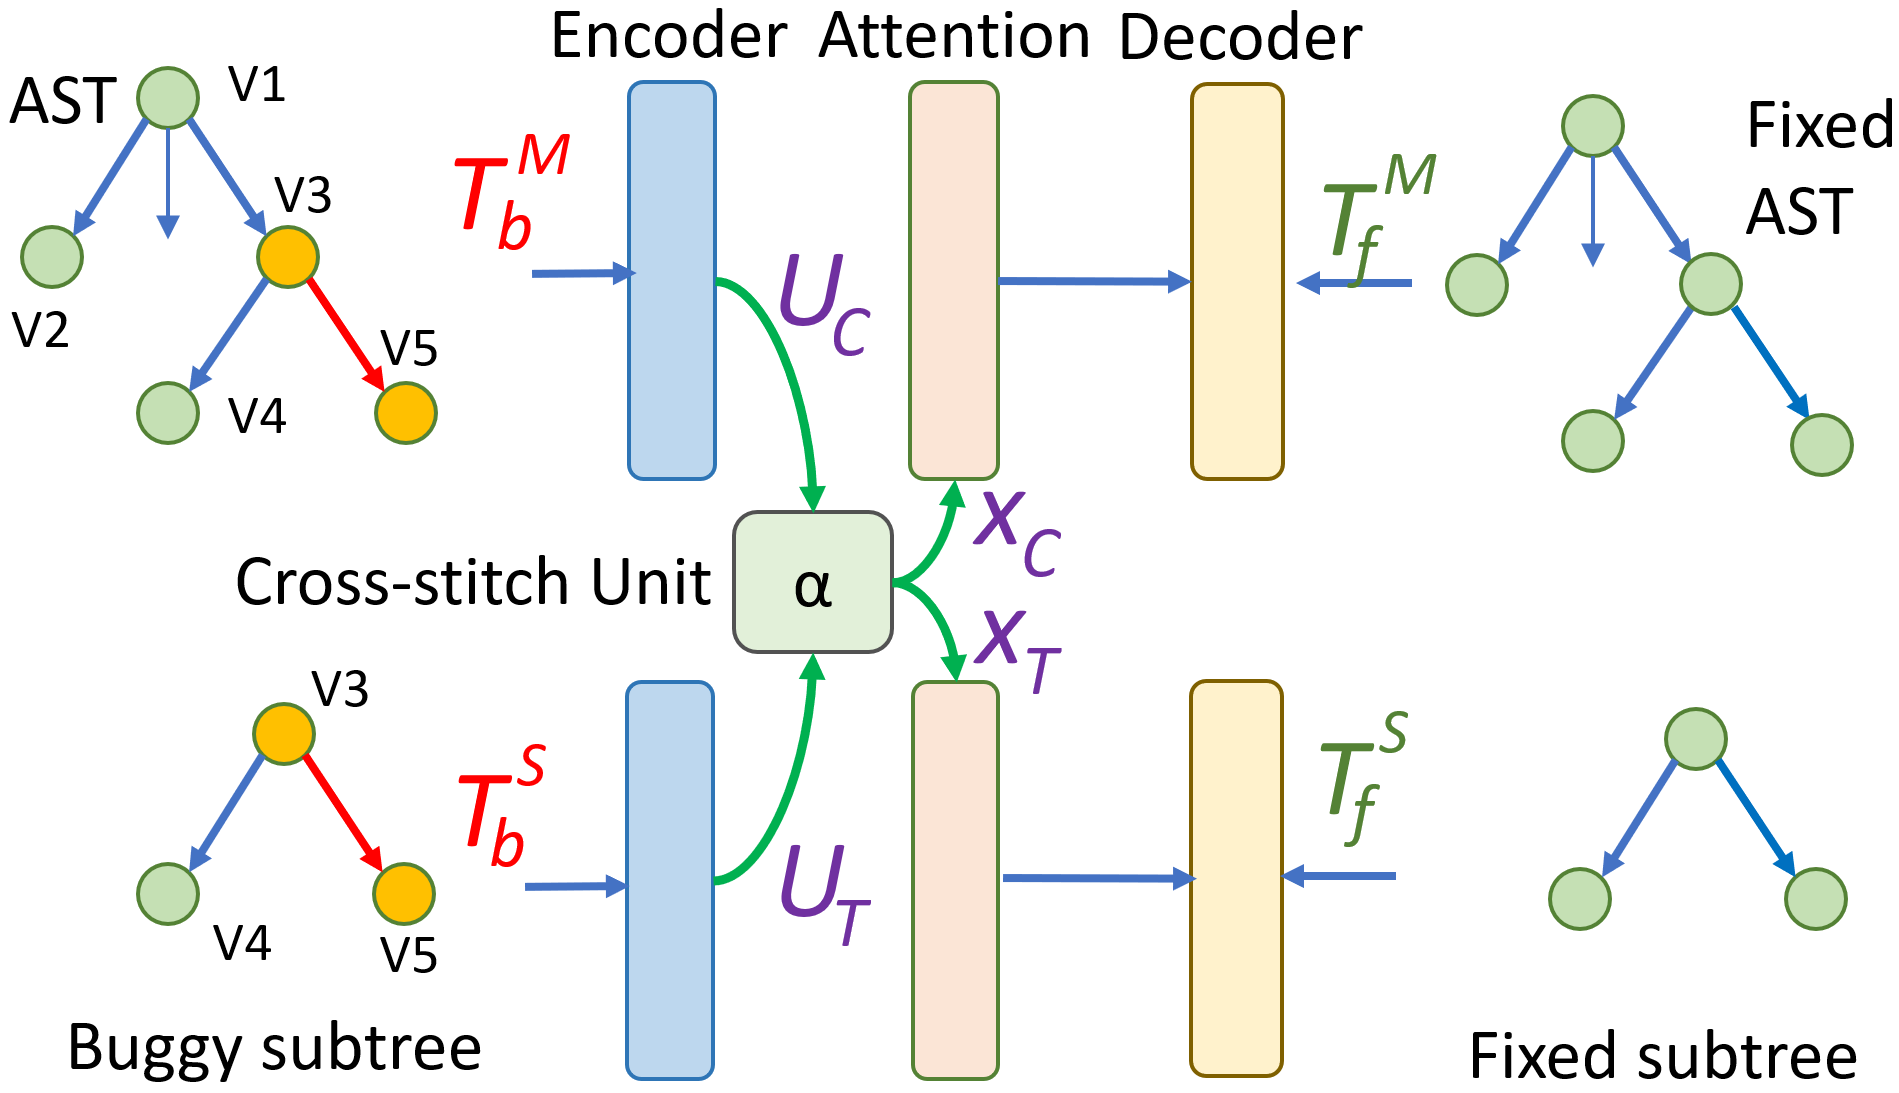 Encoder Attention Decoder
AST
V1
V3
V2
V4
V5
T_b^M
U_C
T_f^M
Fixed
AST
Cross-stitch Unit
α
X_C
X_T
V3
V4
V5
T_b^S
U_T
T_f^S
Buggy subtree
Fixed subtree